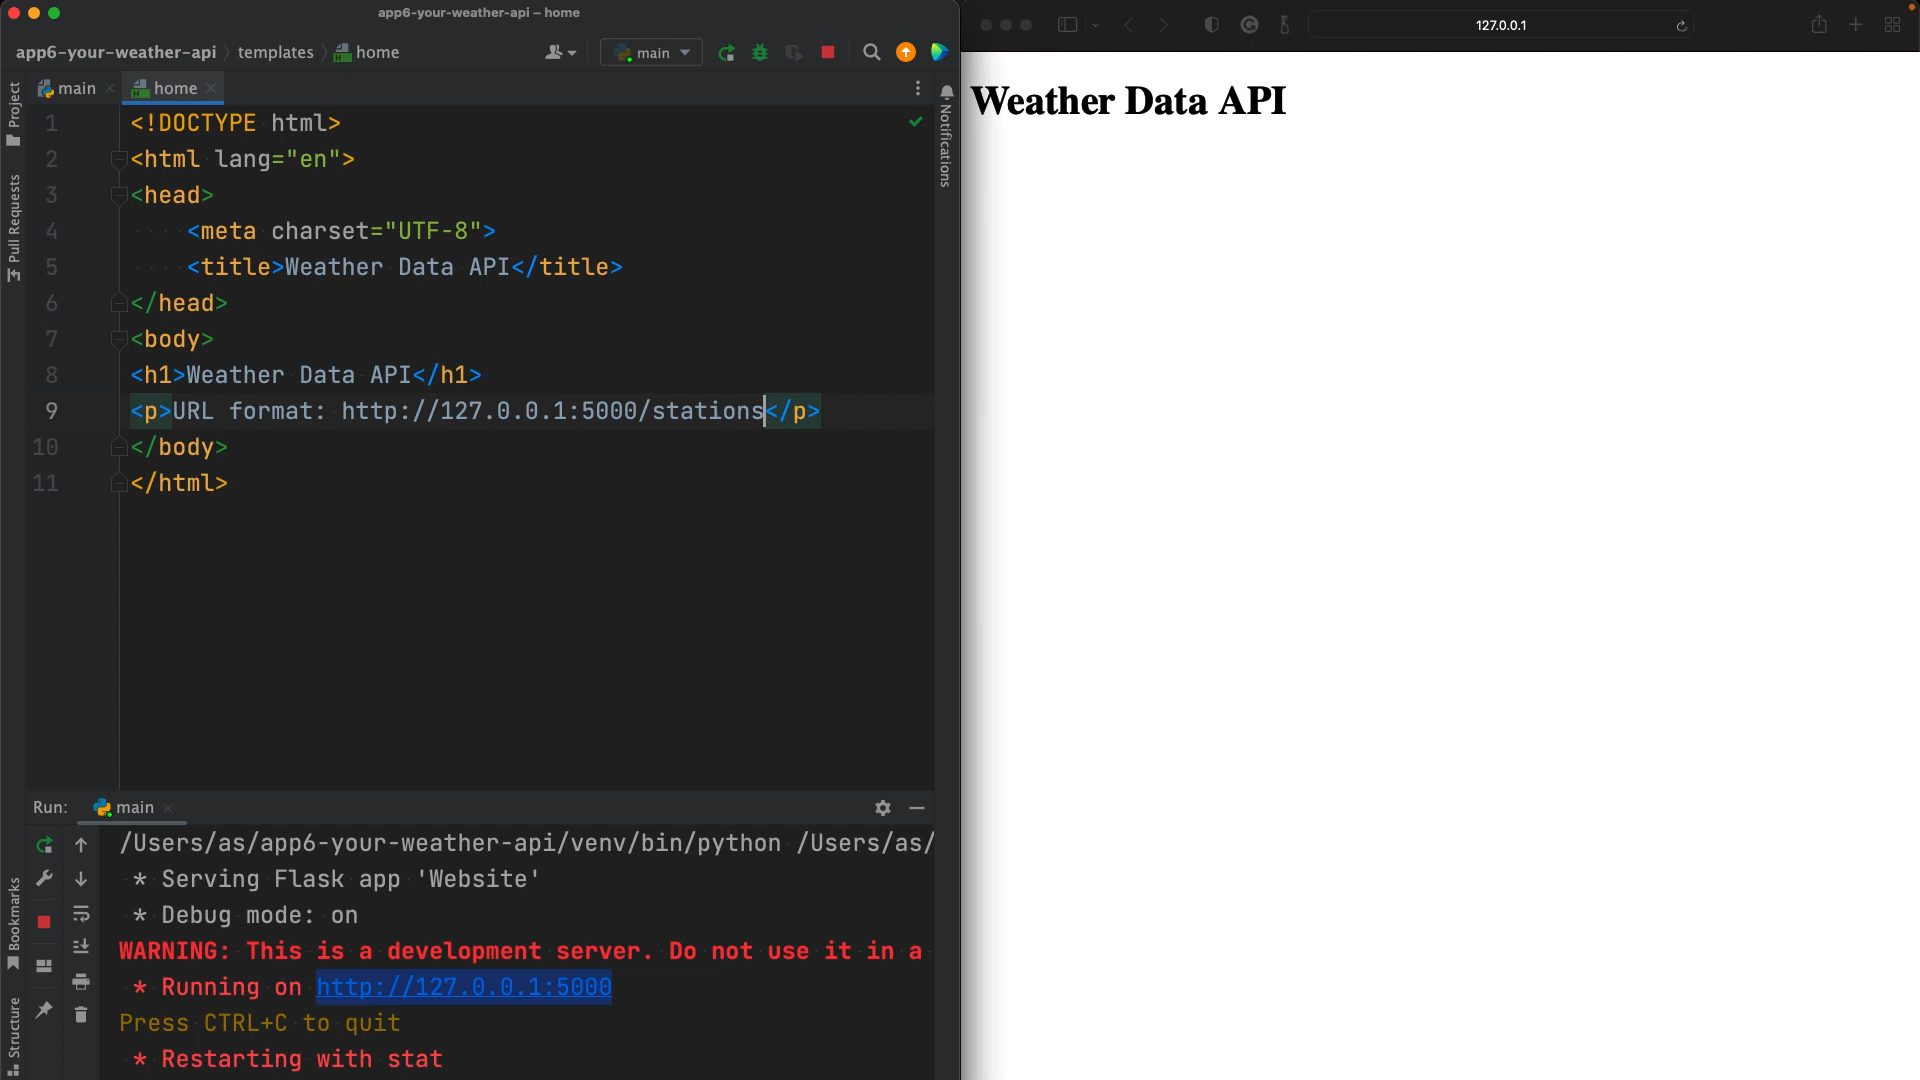 app6-your-weather-api – home
app6-your-weather-api
templates
home
main
127.0.0.1
main
home
Project
Pull Requests
Bookmarks
Structure
Notifications
1 <!DOCTYPE html>
2 <html lang="en">
3 <head>
4 <meta charset="UTF-8">
5 <title>Weather Data API</title>
6 </head>
7 <body>
8 <h1>Weather Data API</h1>
9 <p>URL format: http://127.0.0.1:5000/stations</p>
10 </body>
11 </html>
Weather Data API
Run: main
/Users/as/app6-your-weather-api/venv/bin/python /Users/as/
* Serving Flask app 'Website'
* Debug mode: on
WARNING: This is a development server. Do not use it in a
* Running on http://127.0.0.1:5000
Press CTRL+C to quit
* Restarting with stat